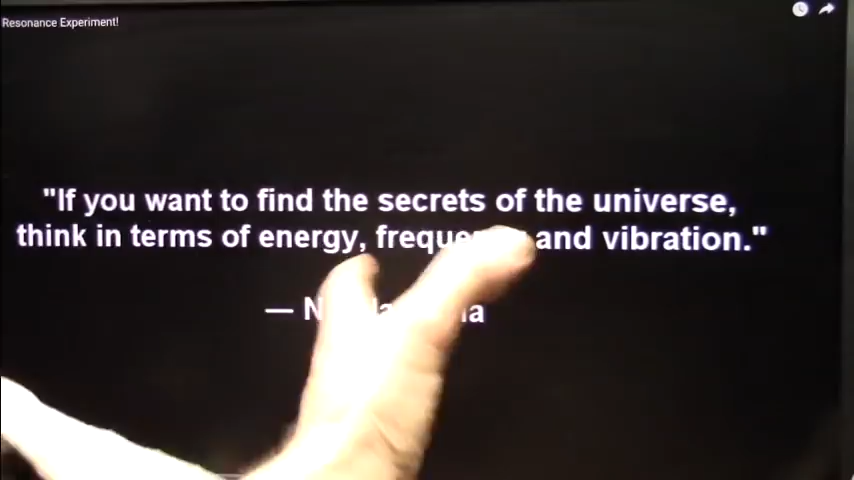 Resonance Experiment!
"If you want to find the secrets of the universe,
think in terms of energy, and vibration."
—